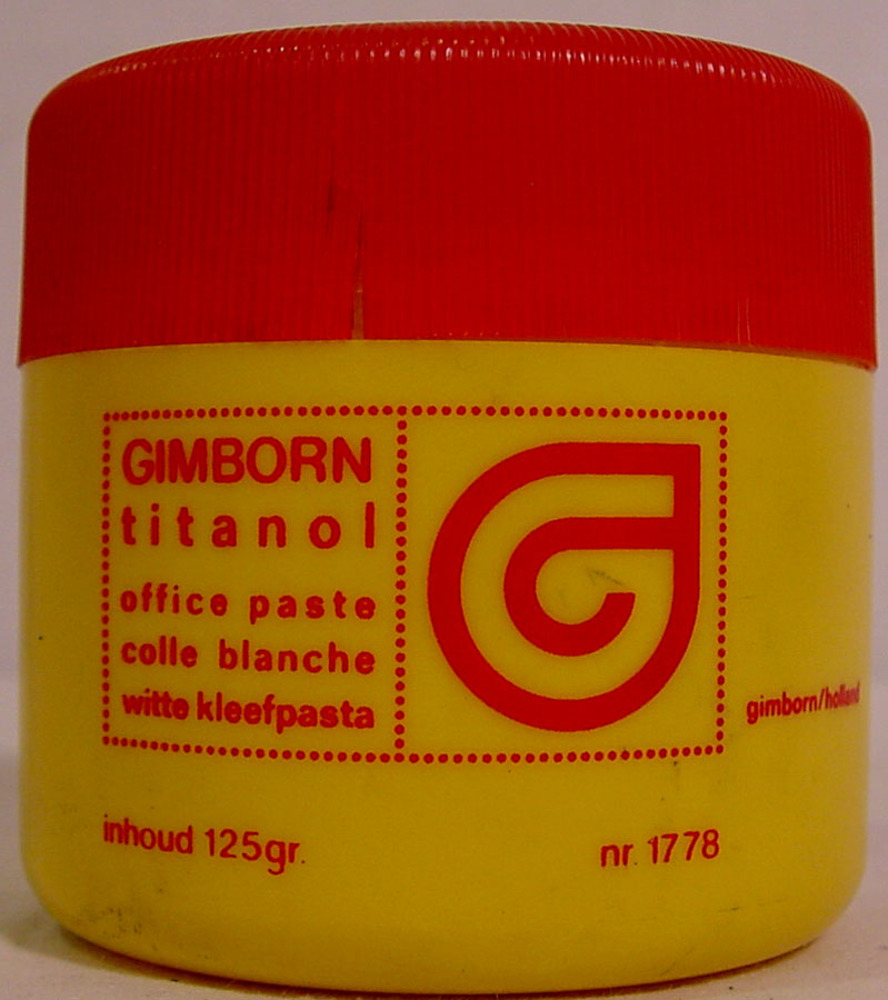 GIMBORN
titanol
office paste
colle blanche
witte kleefpasta
gimborn/holland
inhoud 125gr.
nr. 1778